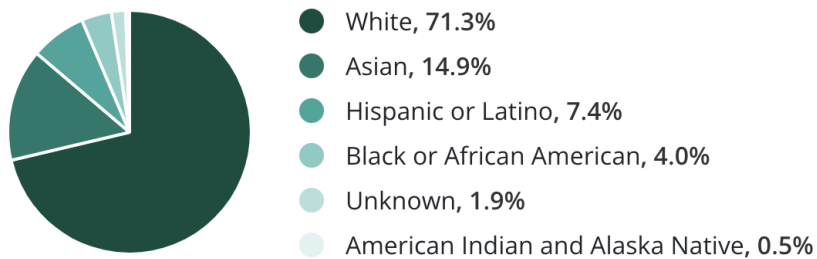 White, 71.3%
Asian, 14.9%
Hispanic or Latino, 7.4%
Black or African American, 4.0%
Unknown, 1.9%
American Indian and Alaska Native, 0.5%